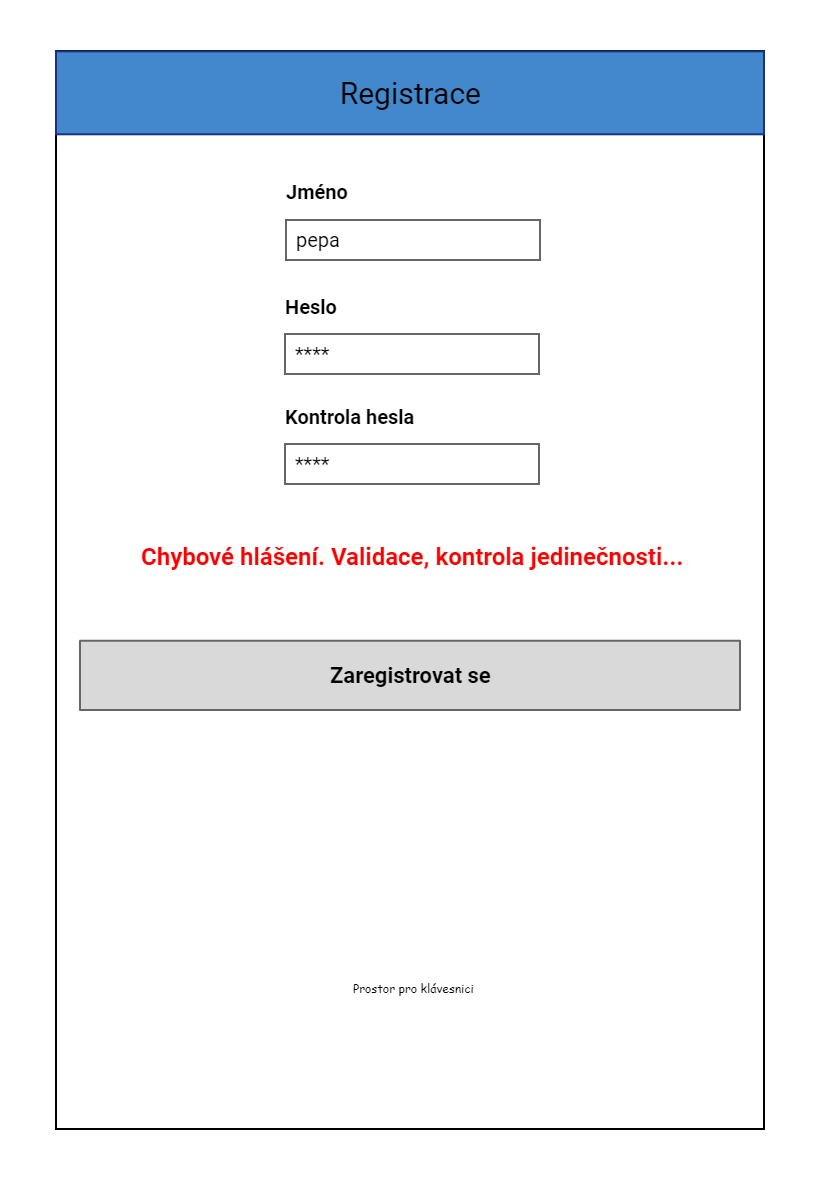 Registrace
Jméno
pepa
Heslo
****
Kontrola hesla
****
Chybové hlášení. Validace, kontrola jedinečnosti...
Zaregistrovat se
Prostor pro klávesnici